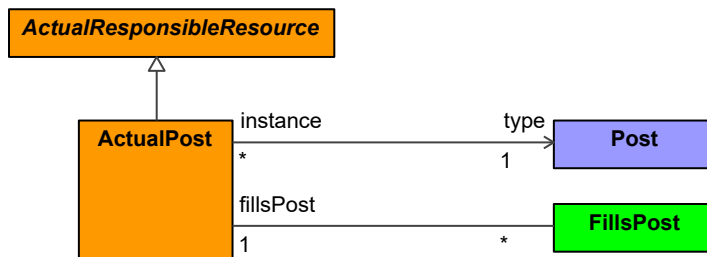 ActualResponsibleResource
instance
type
ActualPost
Post
*
1
fillsPost
FillsPost
1
*